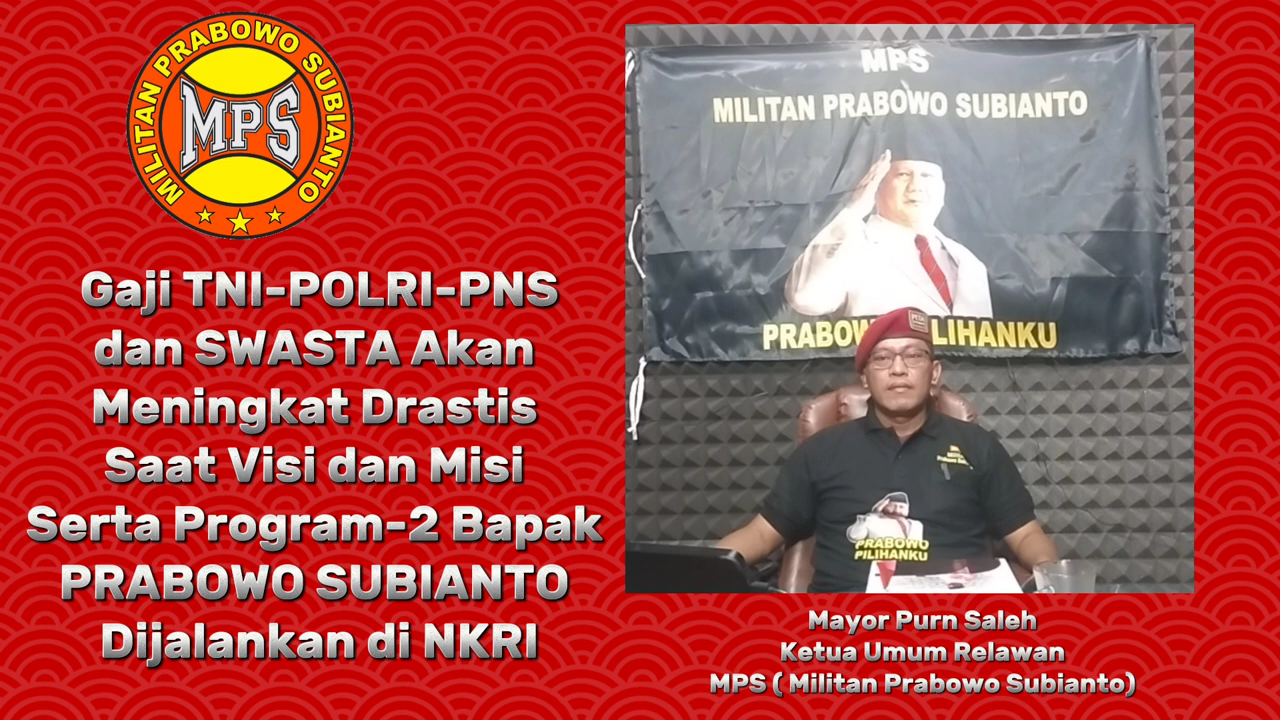 MILITAN PRABOWO SUBIANTO
MPS
Gaji TNI-POLRI-PNS
dan SWASTA Akan
Meningkat Drastis
Saat Visi dan Misi
Serta Program-2 Bapak
PRABOWO SUBIANTO
Dijalankan di NKRI
MPS
MILITAN PRABOWO SUBIANTO
PRABOWO PILIHANKU
PRABOWO
PILIHANKU
Mayor Purn Saleh
Ketua Umum Relawan
MPS ( Militan Prabowo Subianto)